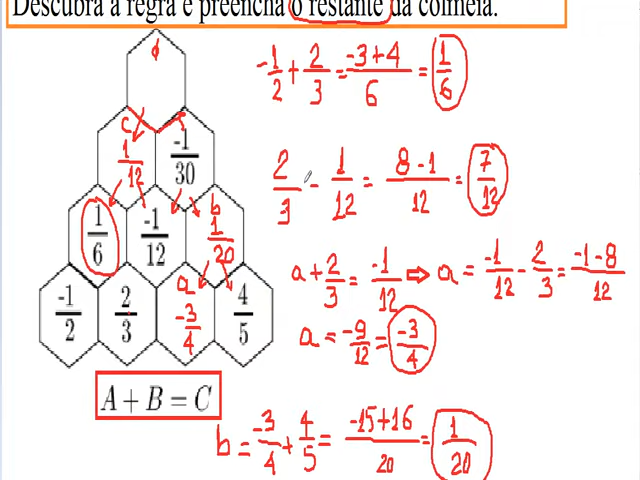 Descubra a regra e preencha o restante da colmeia.
d
c
1/12
-1/30
1/6
-1/12
b
1/20
-1/2
2/3
a
-3/4
4/5
A + B = C
-1/2 + 2/3 = -3+4/6 = 1/6
2/3 - 1/12 = 8-1/12 = 7/12
a + 2/3 = -1/12 ⇒ a = -1/12 - 2/3 = -1-8/12
a = -9/12 = -3/4
b = -3/4 + 4/5 = -15+16/20 = 1/20